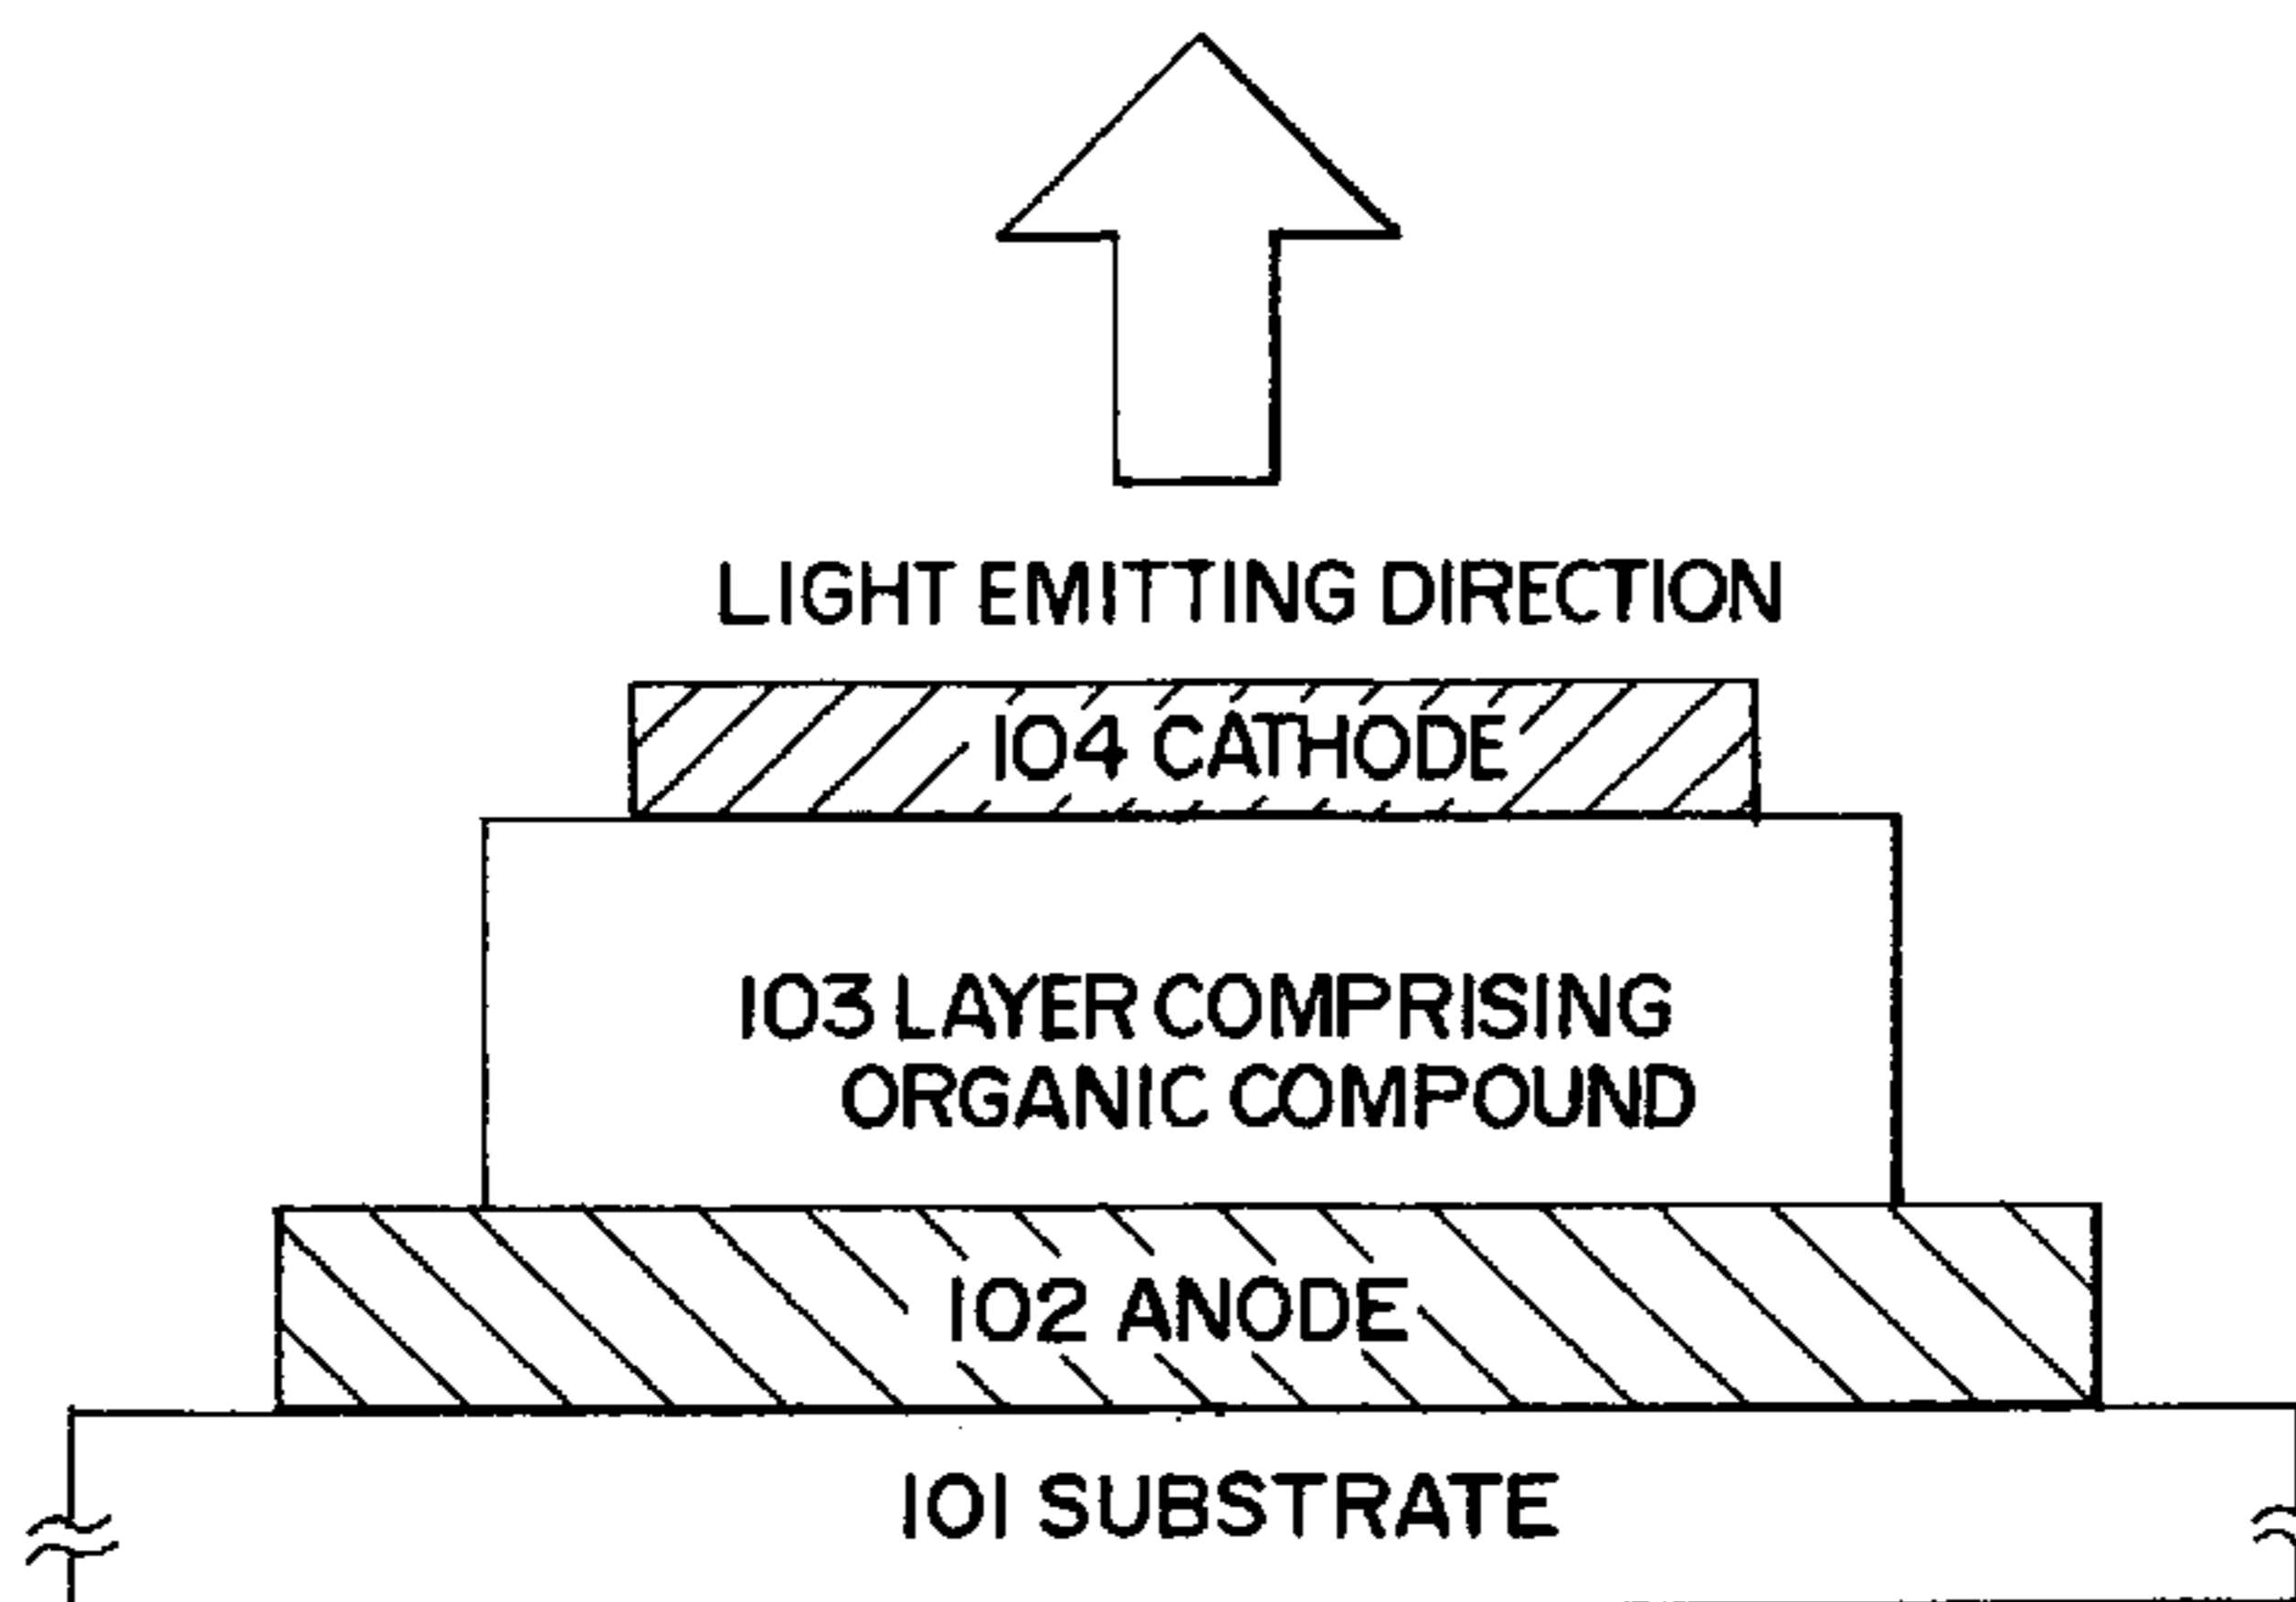 LIGHT EMITTING DIRECTION
104 CATHODE
103 LAYER COMPRISING
ORGANIC COMPOUND
102 ANODE
101 SUBSTRATE